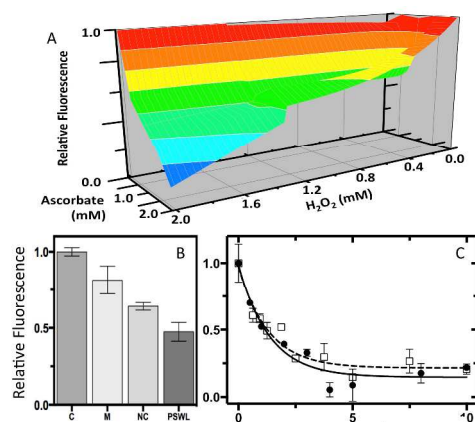 A
1.0
Relative Fluorescence
0.0
Ascorbate
(mM)
1.0
2.0
2.0
1.6
1.2
0.8
0.4
0.0
H₂O₂ (mM)
B
Relative Fluorescence
1.0
0.5
0.0
C
M
NC
PSWL
C
1.0
0.5
0.0
0
5
10